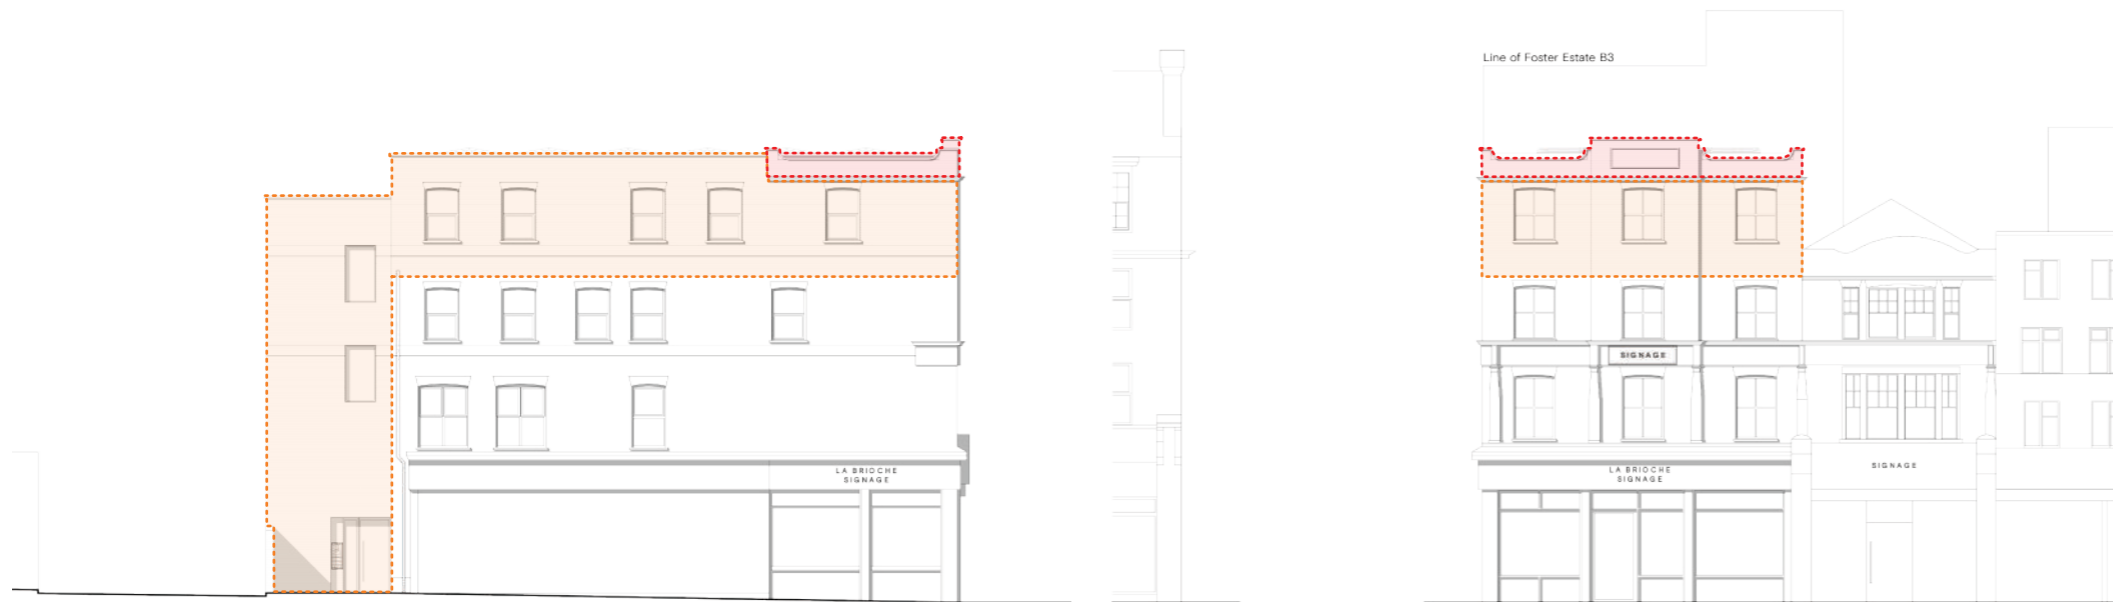 Line of Foster Estate B3
SIGNAGE
LA BRIOCHE
SIGNAGE
LA BRIOCHE
SIGNAGE
SIGNAGE